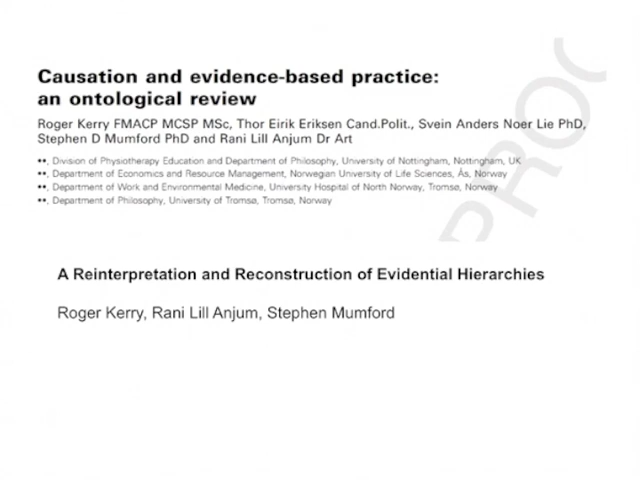 Causation and evidence-based practice:
an ontological review
Roger Kerry FMACP MCSP MSc, Thor Eirik Eriksen Cand.Polit., Svein Anders Noer Lie PhD,
Stephen D Mumford PhD and Rani Lill Anjum Dr Art
••, Division of Physiotherapy Education and Department of Philosophy, University of Nottingham, Nottingham, UK
••, Department of Economics and Resource Management, Norwegian University of Life Sciences, Ås, Norway
••, Department of Work and Environmental Medicine, University Hospital of North Norway, Tromsø, Norway
••, Department of Philosophy, University of Tromsø, Tromsø, Norway
A Reinterpretation and Reconstruction of Evidential Hierarchies
Roger Kerry, Rani Lill Anjum, Stephen Mumford